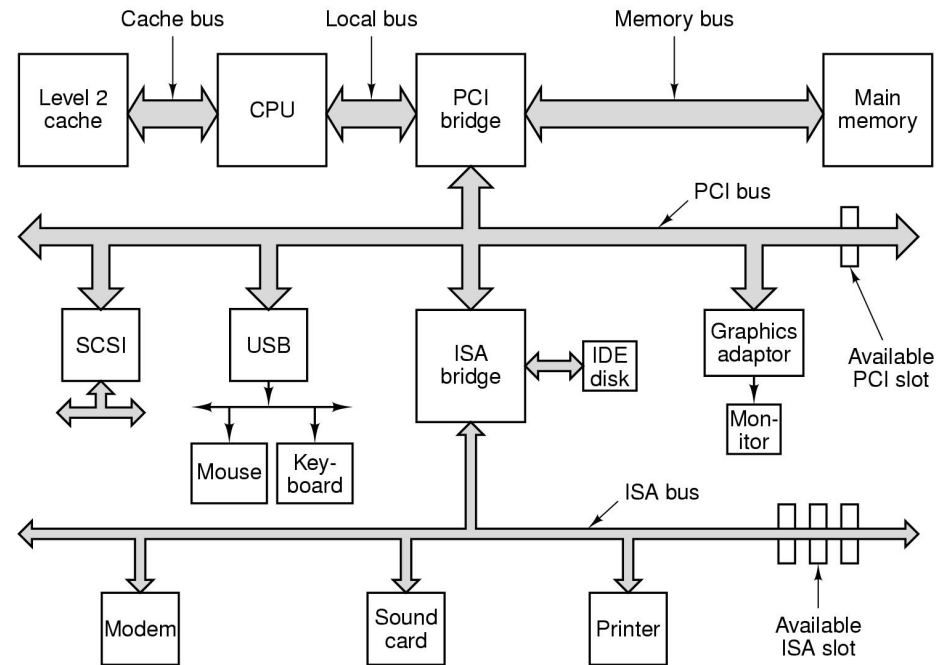 Cache bus
Local bus
Memory bus
Level 2
cache
CPU
PCI
bridge
Main
memory
PCI bus
SCSI
USB
ISA
bridge
IDE
disk
Graphics
adaptor
Available
PCI slot
Mon-
itor
Mouse
Key-
board
ISA bus
Modem
Sound
card
Printer
Available
ISA slot